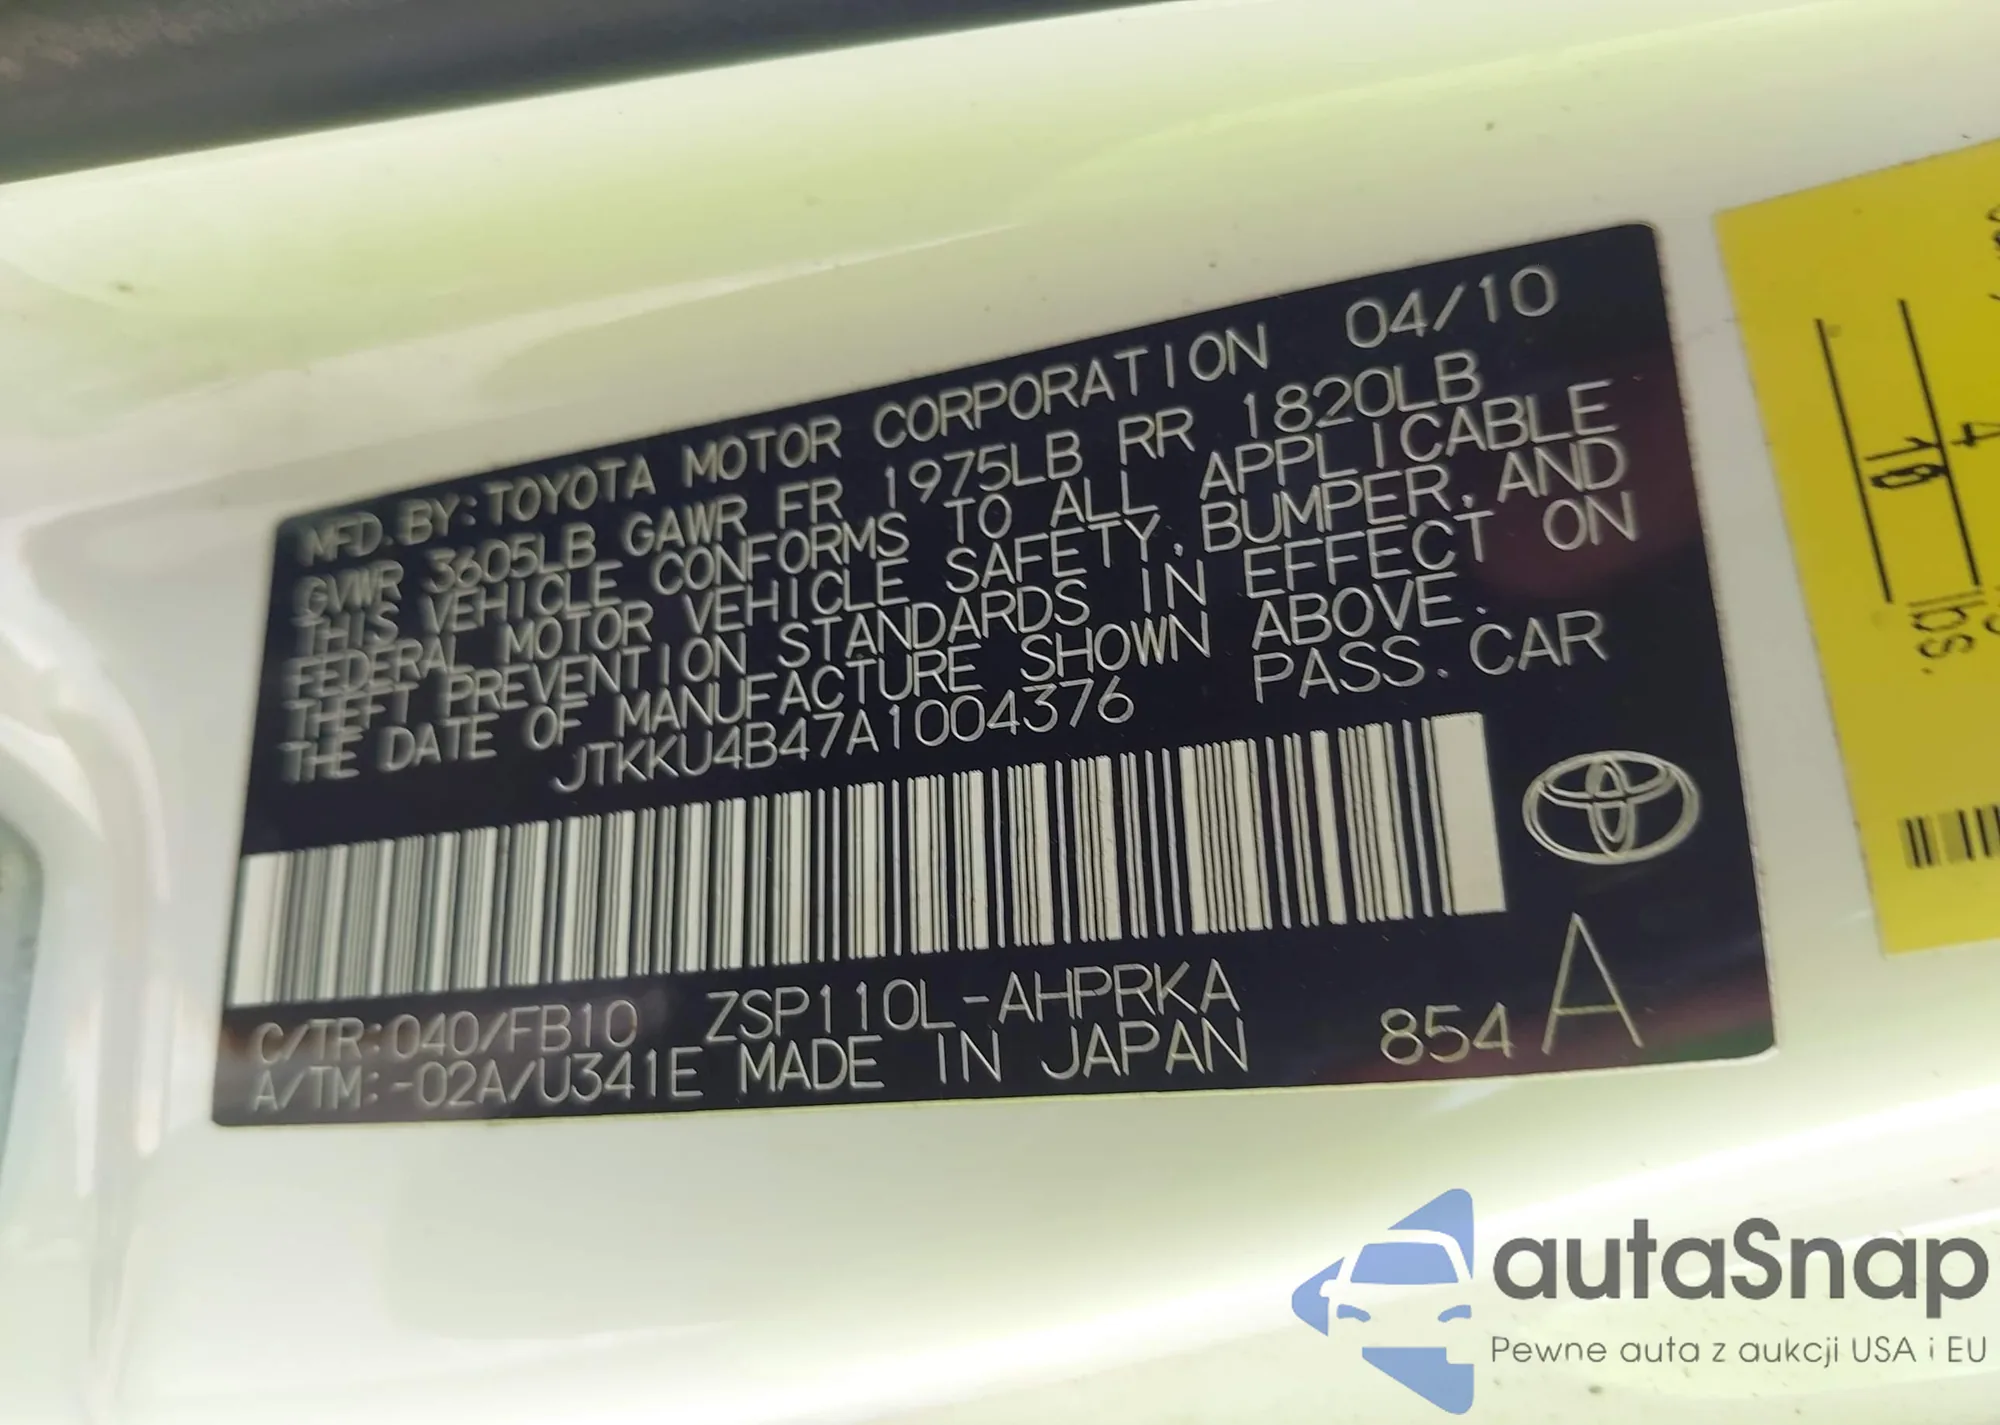 MFD.BY:TOYOTA MOTOR CORPORATION 04/10
GVWR 3605LB GAWR FR 1975LB RR 1820LB
THIS VEHICLE CONFORMS TO ALL APPLICABLE
FEDERAL MOTOR VEHICLE SAFETY, BUMPER, AND
THEFT PREVENTION STANDARDS IN EFFECT ON
THE DATE OF MANUFACTURE SHOWN ABOVE.
JTKKU4B47A1004376 PASS. CAR
C/TR:040/FB10 ZSP110L-AHPRKA
A/TM:-02A/U341E MADE IN JAPAN 854A
4
10
lbs.
autaSnap
Pewne auta z aukcji USA i EU